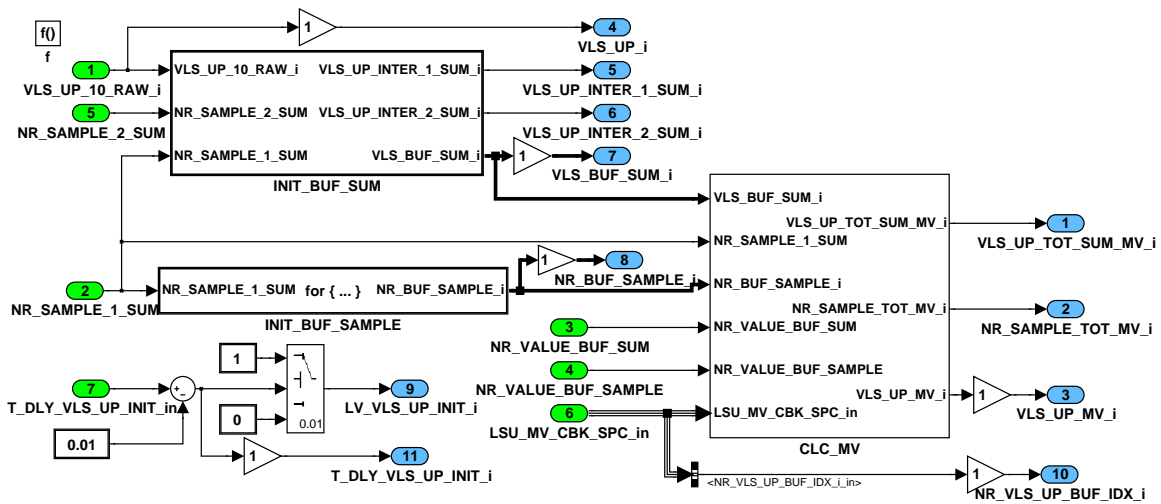 f()
f
1
VLS_UP_10_RAW_i
5
NR_SAMPLE_2_SUM
VLS_UP_10_RAW_i
NR_SAMPLE_2_SUM
NR_SAMPLE_1_SUM
VLS_UP_INTER_1_SUM_i
VLS_UP_INTER_2_SUM_i
VLS_BUF_SUM_i
INIT_BUF_SUM
1
4
VLS_UP_i
5
VLS_UP_INTER_1_SUM_i
6
VLS_UP_INTER_2_SUM_i
1
7
VLS_BUF_SUM_i
2
NR_SAMPLE_1_SUM
NR_SAMPLE_1_SUM
for { ... }
NR_BUF_SAMPLE_i
INIT_BUF_SAMPLE
1
8
NR_BUF_SAMPLE_i
3
NR_VALUE_BUF_SUM
4
NR_VALUE_BUF_SAMPLE
6
LSU_MV_CBK_SPC_in
VLS_BUF_SUM_i
NR_SAMPLE_1_SUM
NR_BUF_SAMPLE_i
NR_VALUE_BUF_SUM
NR_VALUE_BUF_SAMPLE
LSU_MV_CBK_SPC_in
VLS_UP_TOT_SUM_MV_i
NR_SAMPLE_TOT_MV_i
VLS_UP_MV_i
CLC_MV
1
VLS_UP_TOT_SUM_MV_i
2
NR_SAMPLE_TOT_MV_i
1
3
VLS_UP_MV_i
<NR_VLS_UP_BUF_IDX_i_in>
1
10
NR_VLS_UP_BUF_IDX_i
7
T_DLY_VLS_UP_INIT_in
0.01
1
0
0.01
9
LV_VLS_UP_INIT_i
1
11
T_DLY_VLS_UP_INIT_i